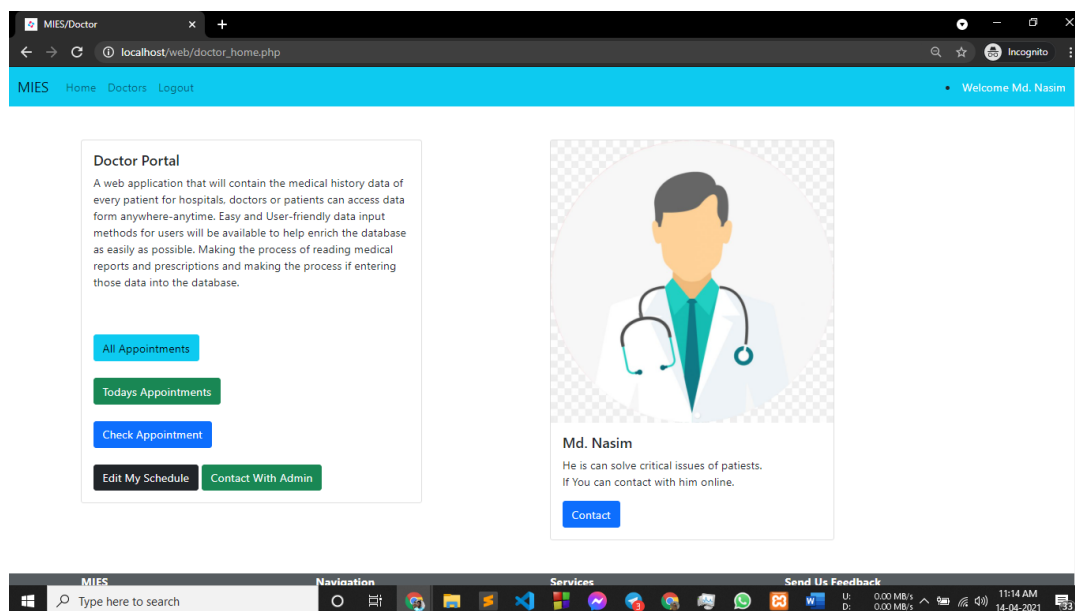 MIES/Doctor
localhost/web/doctor_home.php
Incognito
MIES Home Doctors Logout
Welcome Md. Nasim
Doctor Portal
A web application that will contain the medical history data of
every patient for hospitals. doctors or patients can access data
form anywhere-anytime. Easy and User-friendly data input
methods for users will be available to help enrich the database
as easily as possible. Making the process of reading medical
reports and prescriptions and making the process if entering
those data into the database.
All Appointments
Todays Appointments
Check Appointment
Edit My Schedule Contact With Admin
Md. Nasim
He is can solve critical issues of patiests.
If You can contact with him online.
Contact
MIES Navigation Services Send Us Feedback
Type here to search
U: 0.00 MB/s
D: 0.00 MB/s
11:14 AM
14-04-2021